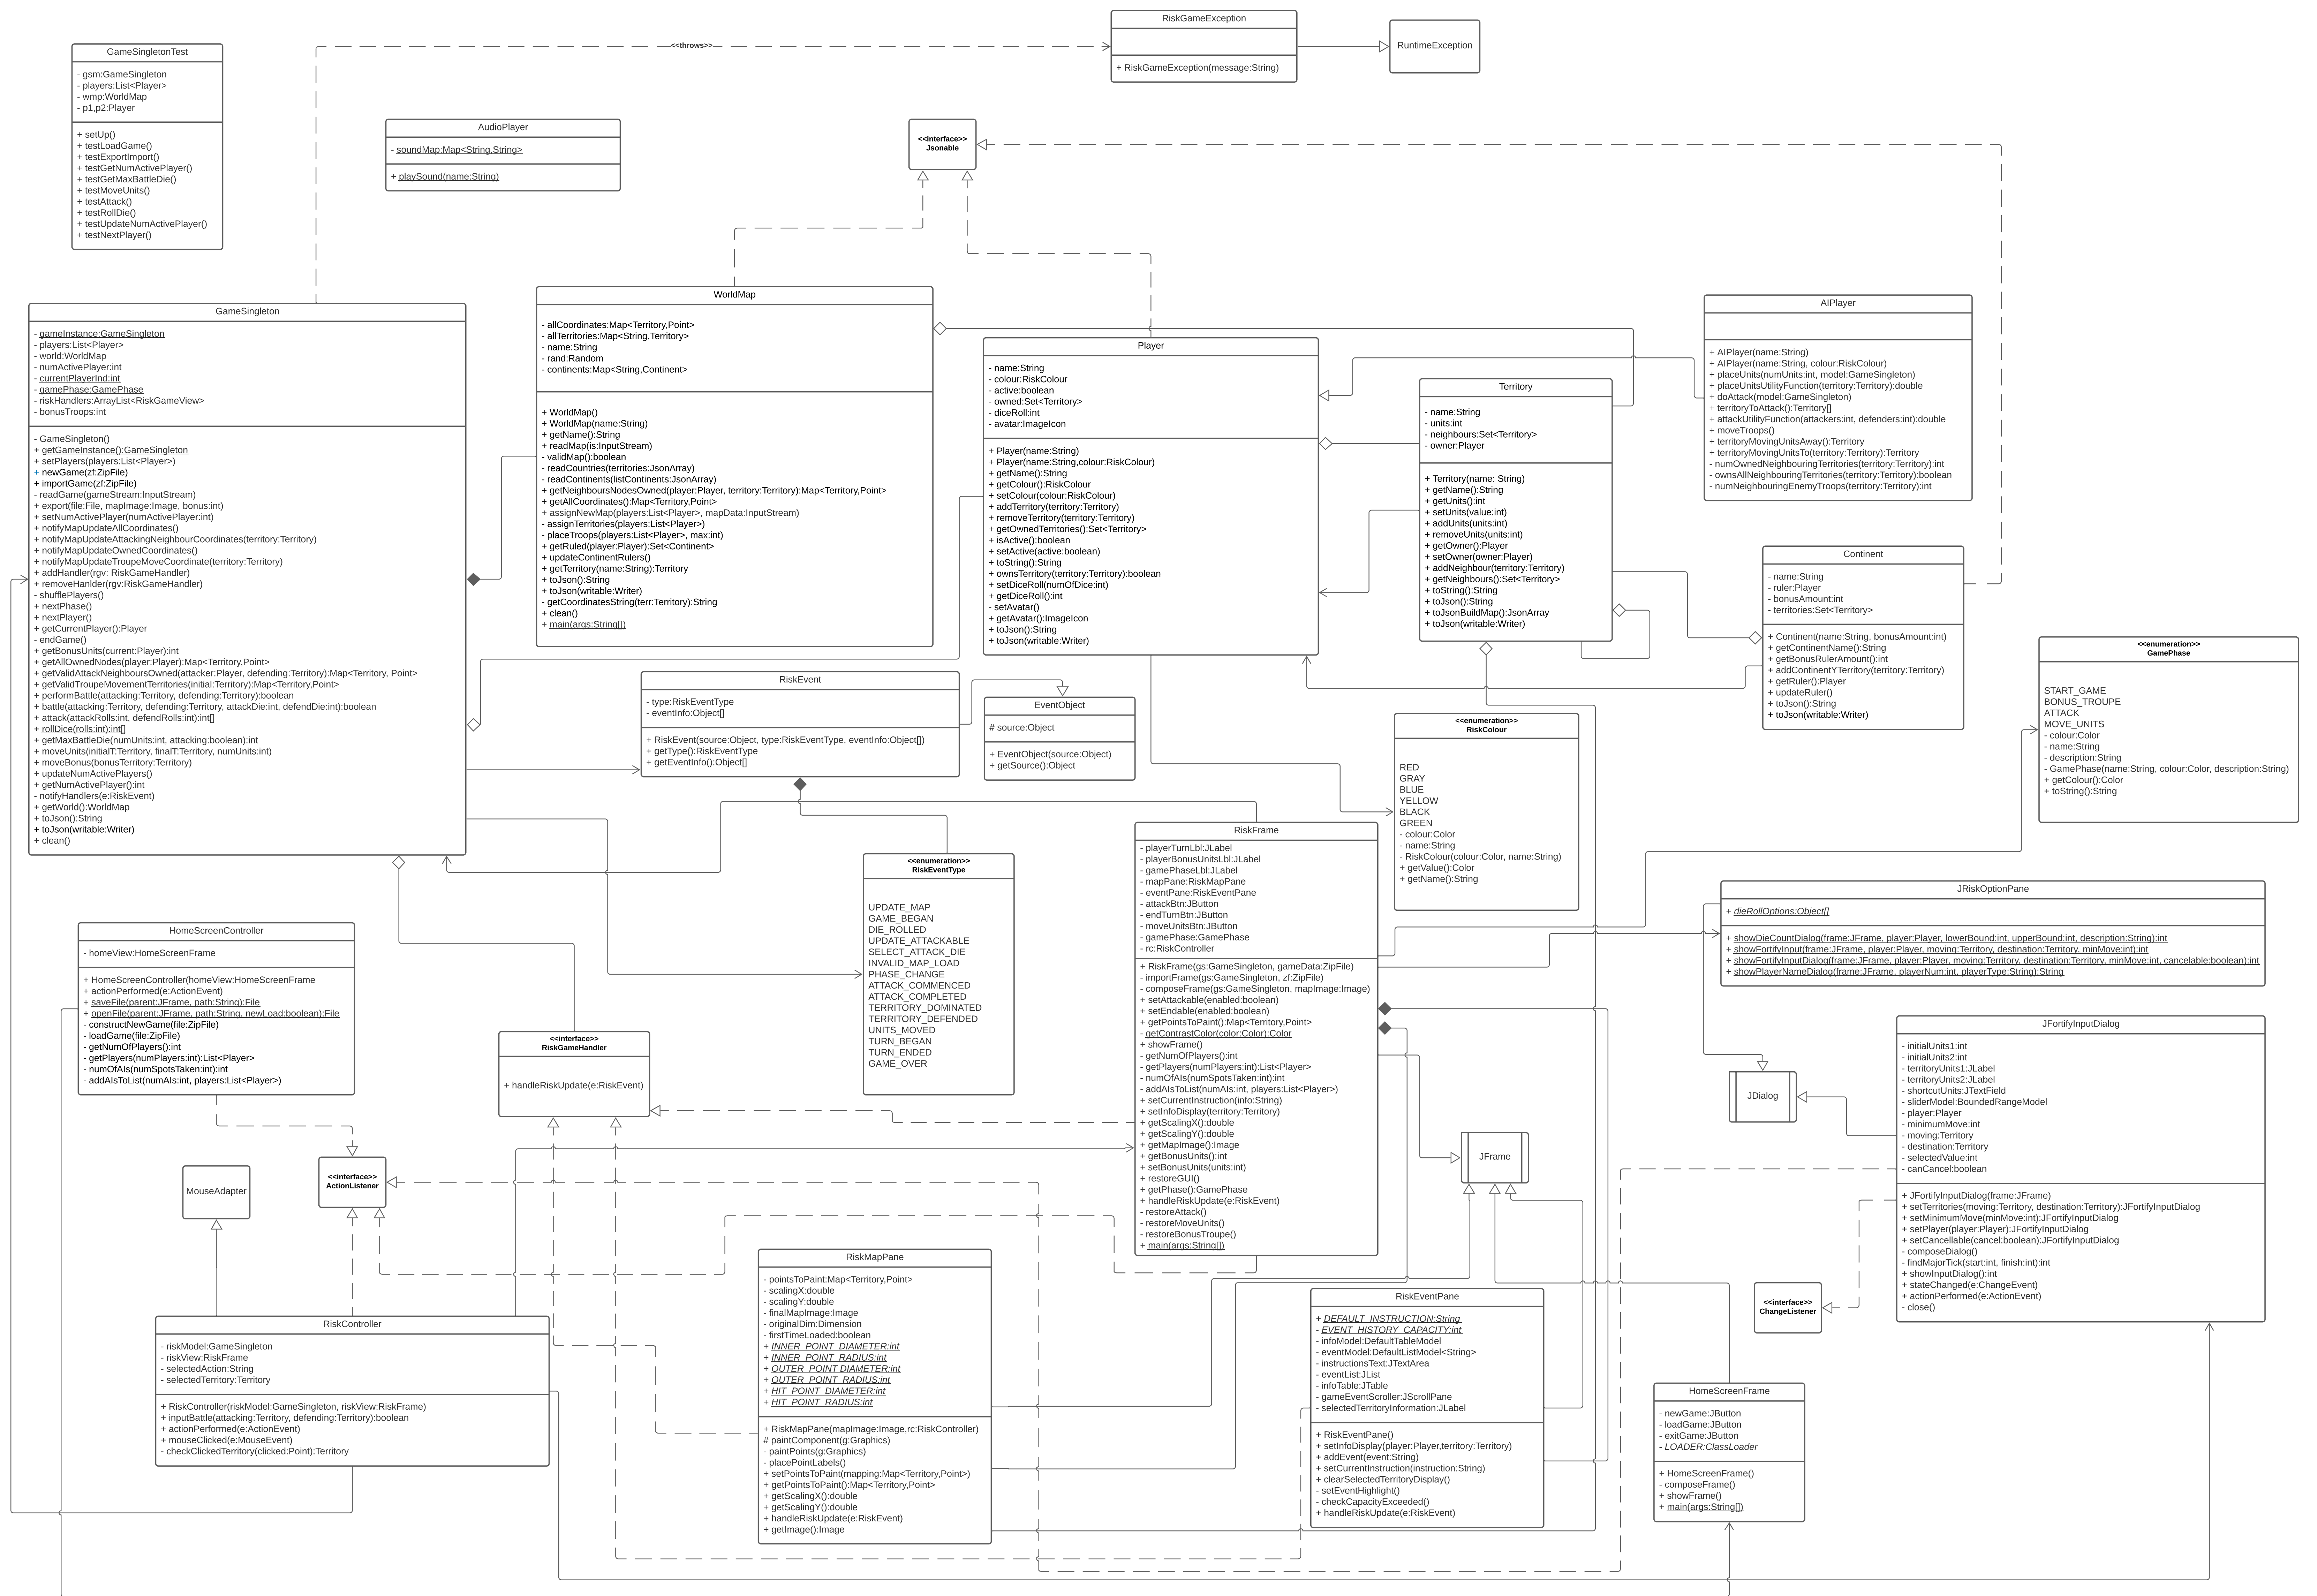 RiskGameException
+ RiskGameException(message:String)
RuntimeException
<<throws>>
GameSingletonTest
- gsm:GameSingleton
- players:List<Player>
- wmp:WorldMap
- p1,p2:Player
+ setUp()
+ testLoadGame()
+ testExportImport()
+ testGetNumActivePlayer()
+ testGetMaxBattleDie()
+ testMoveUnits()
+ testAttack()
+ testRollDie()
+ testUpdateNumActivePlayer()
+ testNextPlayer()
AudioPlayer
- soundMap:Map<String,String>
+ playSound(name:String)
<<interface>>
Jsonable
GameSingleton
- gameInstance:GameSingleton
- players:List<Player>
- world:WorldMap
- numActivePlayer:int
- currentPlayerInd:int
- gamePhase:GamePhase
- riskHandlers:ArrayList<RiskGameView>
- bonusTroops:int
- GameSingleton()
+ getGameInstance():GameSingleton
+ setPlayers(players:List<Player>)
+ newGame(zf:ZipFile)
+ importGame(zf:ZipFile)
- readGame(gameStream:InputStream)
+ export(file:File, mapImage:Image, bonus:int)
+ setNumActivePlayer(numActivePlayer:int)
+ notifyMapUpdateAllCoordinates()
+ notifyMapUpdateAttackingNeighbourCoordinates(territory:Territory)
+ notifyMapUpdateOwnedCoordinates()
+ notifyMapUpdateTroupeMoveCoordinate(territory:Territory)
+ addHandler(rgv: RiskGameHandler)
+ removeHanlder(rgv:RiskGameHandler)
- shufflePlayers()
+ nextPhase()
+ nextPlayer()
+ getCurrentPlayer():Player
- endGame()
+ getBonusUnits(current:Player):int
+ getAllOwnedNodes(player:Player):Map<Territory,Point>
+ getValidAttackNeighboursOwned(attacker:Player, defending:Territory):Map<Territory, Point>
+ getValidTroupeMovementTerritories(initial:Territory):Map<Territory,Point>
+ performBattle(attacking:Territory, defending:Territory):boolean
+ battle(attacking:Territory, defending:Territory, attackDie:int, defendDie:int):boolean
+ attack(attackRolls:int, defendRolls:int):int[]
+ rollDice(rolls:int):int[]
+ getMaxBattleDie(numUnits:int, attacking:boolean):int
+ moveUnits(initialT:Territory, finalT:Territory, numUnits:int)
+ moveBonus(bonusTerritory:Territory)
+ updateNumActivePlayers()
+ getNumActivePlayer():int
- notifyHandlers(e:RiskEvent)
+ getWorld():WorldMap
+ toJson():String
+ toJson(writable:Writer)
+ clean()
WorldMap
- allCoordinates:Map<Territory,Point>
- allTerritories:Map<String,Territory>
- name:String
- rand:Random
- continents:Map<String,Continent>
+ WorldMap()
+ WorldMap(name:String)
+ getName():String
+ readMap(is:InputStream)
- validMap():boolean
- readCountries(territories:JsonArray)
- readContinents(listContinents:JsonArray)
+ getNeighboursNodesOwned(player:Player, territory:Territory):Map<Territory,Point>
+ getAllCoordinates():Map<Territory,Point>
+ assignNewMap(players:List<Player>, mapData:InputStream)
- assignTerritories(players:List<Player>)
- placeTroops(players:List<Player>, max:int)
+ getRuled(player:Player):Set<Continent>
+ updateContinentRulers()
+ getTerritory(name:String):Territory
+ toJson():String
+ toJson(writable:Writer)
- getCoordinatesString(terr:Territory):String
+ clean()
+ main(args:String[])
Player
- name:String
- colour:RiskColour
- active:boolean
- owned:Set<Territory>
- diceRoll:int
- avatar:ImageIcon
+ Player(name:String)
+ Player(name:String,colour:RiskColour)
+ getName():String
+ getColour():RiskColour
+ setColour(colour:RiskColour)
+ addTerritory(territory:Territory)
+ removeTerritory(territory:Territory)
+ getOwnedTerritories():Set<Territory>
+ isActive():boolean
+ setActive(active:boolean)
+ toString():String
+ ownsTerritory(territory:Territory):boolean
+ setDiceRoll(numOfDice:int)
+ getDiceRoll():int
- setAvatar()
+ getAvatar():ImageIcon
+ toJson():String
+ toJson(writable:Writer)
Territory
- name:String
- units:int
- neighbours:Set<Territory>
- owner:Player
+ Territory(name: String)
+ getName():String
+ getUnits():int
+ setUnits(value:int)
+ addUnits(units:int)
+ removeUnits(units:int)
+ getOwner():Player
+ setOwner(owner:Player)
+ addNeighbour(territory:Territory)
+ getNeighbours():Set<Territory>
+ toString():String
+ toJson():String
+ toJsonBuildMap():JsonArray
+ toJson(writable:Writer)
AIPlayer
+ AIPlayer(name:String)
+ AIPlayer(name:String, colour:RiskColour)
+ placeUnits(numUnits:int, model:GameSingleton)
+ placeUnitsUtilityFunction(territory:Territory):double
+ doAttack(model:GameSingleton)
+ territoryToAttack():Territory[]
+ attackUtilityFunction(attackers:int, defenders:int):double
+ moveTroops()
+ territoryMovingUnitsAway():Territory
+ territoryMovingUnitsTo(territory:Territory):Territory
- numOwnedNeighbouringTerritories(territory:Territory):int
- ownsAllNeighbouringTerritories(territory:Territory):boolean
- numNeighbouringEnemyTroops(territory:Territory):int
Continent
- name:String
- ruler:Player
- bonusAmount:int
- territories:Set<Territory>
+ Continent(name:String, bonusAmount:int)
+ getContinentName():String
+ getBonusRulerAmount():int
+ addContinentYTerritory(territory:Territory)
+ getRuler():Player
+ updateRuler()
+ toJson():String
+ toJson(writable:Writer)
<<enumeration>>
GamePhase
START_GAME
BONUS_TROUPE
ATTACK
MOVE_UNITS
- colour:Color
- name:String
- description:String
- GamePhase(name:String, colour:Color, description:String)
+ getColour():Color
+ toString():String
RiskEvent
- type:RiskEventType
- eventInfo:Object[]
+ RiskEvent(source:Object, type:RiskEventType, eventInfo:Object[])
+ getType():RiskEventType
+ getEventInfo():Object[]
EventObject
# source:Object
+ EventObject(source:Object)
+ getSource():Object
<<enumeration>>
RiskColour
RED
GRAY
BLUE
YELLOW
BLACK
GREEN
- colour:Color
- name:String
- RiskColour(colour:Color, name:String)
+ getValue():Color
+ getName():String
<<enumeration>>
RiskEventType
UPDATE_MAP
GAME_BEGAN
DIE_ROLLED
UPDATE_ATTACKABLE
SELECT_ATTACK_DIE
INVALID_MAP_LOAD
PHASE_CHANGE
ATTACK_COMMENCED
ATTACK_COMPLETED
TERRITORY_DOMINATED
TERRITORY_DEFENDED
UNITS_MOVED
TURN_BEGAN
TURN_ENDED
GAME_OVER
RiskFrame
- playerTurnLbl:JLabel
- playerBonusUnitsLbl:JLabel
- gamePhaseLbl:JLabel
- mapPane:RiskMapPane
- eventPane:RiskEventPane
- attackBtn:JButton
- endTurnBtn:JButton
- moveUnitsBtn:JButton
- gamePhase:GamePhase
- rc:RiskController
+ RiskFrame(gs:GameSingleton, gameData:ZipFile)
- importFrame(gs:GameSingleton, zf:ZipFile)
- composeFrame(gs:GameSingleton, mapImage:Image)
+ setAttackable(enabled:boolean)
+ setEndable(enabled:boolean)
+ getPointsToPaint():Map<Territory,Point>
- getContrastColor(color:Color):Color
+ showFrame()
- getNumOfPlayers():int
- getPlayers(numPlayers:int):List<Player>
- numOfAIs(numSpotsTaken:int):int
- addAIsToList(numAIs:int, players:List<Player>)
+ setCurrentInstruction(info:String)
+ setInfoDisplay(territory:Territory)
+ getScalingX():double
+ getScalingY():double
+ getMapImage():Image
+ getBonusUnits():int
+ setBonusUnits(units:int)
+ restoreGUI()
+ getPhase():GamePhase
+ handleRiskUpdate(e:RiskEvent)
- restoreAttack()
- restoreMoveUnits()
- restoreBonusTroupe()
+ main(args:String[])
JRiskOptionPane
+ dieRollOptions:Object[]
+ showDieCountDialog(frame:JFrame, player:Player, lowerBound:int, upperBound:int, description:String):int
+ showFortifyInput(frame:JFrame, player:Player, moving:Territory, destination:Territory, minMove:int):int
+ showFortifyInputDialog(frame:JFrame, player:Player, moving:Territory, destination:Territory, minMove:int, cancelable:boolean):int
+ showPlayerNameDialog(frame:JFrame, playerNum:int, playerType:String):String
HomeScreenController
- homeView:HomeScreenFrame
+ HomeScreenController(homeView:HomeScreenFrame
+ actionPerformed(e:ActionEvent)
+ saveFile(parent:JFrame, path:String):File
+ openFile(parent:JFrame, path:String, newLoad:boolean):File
- constructNewGame(file:ZipFile)
- loadGame(file:ZipFile)
- getNumOfPlayers():int
- getPlayers(numPlayers:int):List<Player>
- numOfAIs(numSpotsTaken:int):int
- addAIsToList(numAIs:int, players:List<Player>)
<<interface>>
RiskGameHandler
+ handleRiskUpdate(e:RiskEvent)
JDialog
JFortifyInputDialog
- initialUnits1:int
- initialUnits2:int
- territoryUnits1:JLabel
- territoryUnits2:JLabel
- shortcutUnits:JTextField
- sliderModel:BoundedRangeModel
- player:Player
- minimumMove:int
- moving:Territory
- destination:Territory
- selectedValue:int
- canCancel:boolean
+ JFortifyInputDialog(frame:JFrame)
+ setTerritories(moving:Territory, destination:Territory):JFortifyInputDialog
+ setMinimumMove(minMove:int):JFortifyInputDialog
+ setPlayer(player:Player):JFortifyInputDialog
+ setCancellable(cancel:boolean):JFortifyInputDialog
- composeDialog()
- findMajorTick(start:int, finish:int):int
+ showInputDialog():int
+ stateChanged(e:ChangeEvent)
+ actionPerformed(e:ActionEvent)
- close()
MouseAdapter
<<interface>>
ActionListener
JFrame
<<interface>>
ChangeListener
RiskController
- riskModel:GameSingleton
- riskView:RiskFrame
- selectedAction:String
- selectedTerritory:Territory
+ RiskController(riskModel:GameSingleton, riskView:RiskFrame)
+ inputBattle(attacking:Territory, defending:Territory):boolean
+ actionPerformed(e:ActionEvent)
+ mouseClicked(e:MouseEvent)
- checkClickedTerritory(clicked:Point):Territory
RiskMapPane
- pointsToPaint:Map<Territory,Point>
- scalingX:double
- scalingY:double
- finalMapImage:Image
- originalDim:Dimension
- firstTimeLoaded:boolean
+ INNER_POINT_DIAMETER:int
+ INNER_POINT_RADIUS:int
+ OUTER_POINT DIAMETER:int
+ OUTER_POINT_RADIUS:int
+ HIT_POINT_DIAMETER:int
+ HIT_POINT_RADIUS:int
+ RiskMapPane(mapImage:Image,rc:RiskController)
# paintComponent(g:Graphics)
- paintPoints(g:Graphics)
- placePointLabels()
+ setPointsToPaint(mapping:Map<Territory,Point>)
+ getPointsToPaint():Map<Territory,Point>
+ getScalingX():double
+ getScalingY():double
+ handleRiskUpdate(e:RiskEvent)
+ getImage():Image
RiskEventPane
+ DEFAULT_INSTRUCTION:String
- EVENT_HISTORY_CAPACITY:int
- infoModel:DefaultTableModel
- eventModel:DefaultListModel<String>
- instructionsText:JTextArea
- eventList:JList
- infoTable:JTable
- gameEventScroller:JScrollPane
- selectedTerritoryInformation:JLabel
+ RiskEventPane()
+ setInfoDisplay(player:Player,territory:Territory)
+ addEvent(event:String)
+ setCurrentInstruction(instruction:String)
+ clearSelectedTerritoryDisplay()
- setEventHighlight()
- checkCapacityExceeded()
+ handleRiskUpdate(e:RiskEvent)
HomeScreenFrame
- newGame:JButton
- loadGame:JButton
- exitGame:JButton
- LOADER:ClassLoader
+ HomeScreenFrame()
- composeFrame()
+ showFrame()
+ main(args:String[])